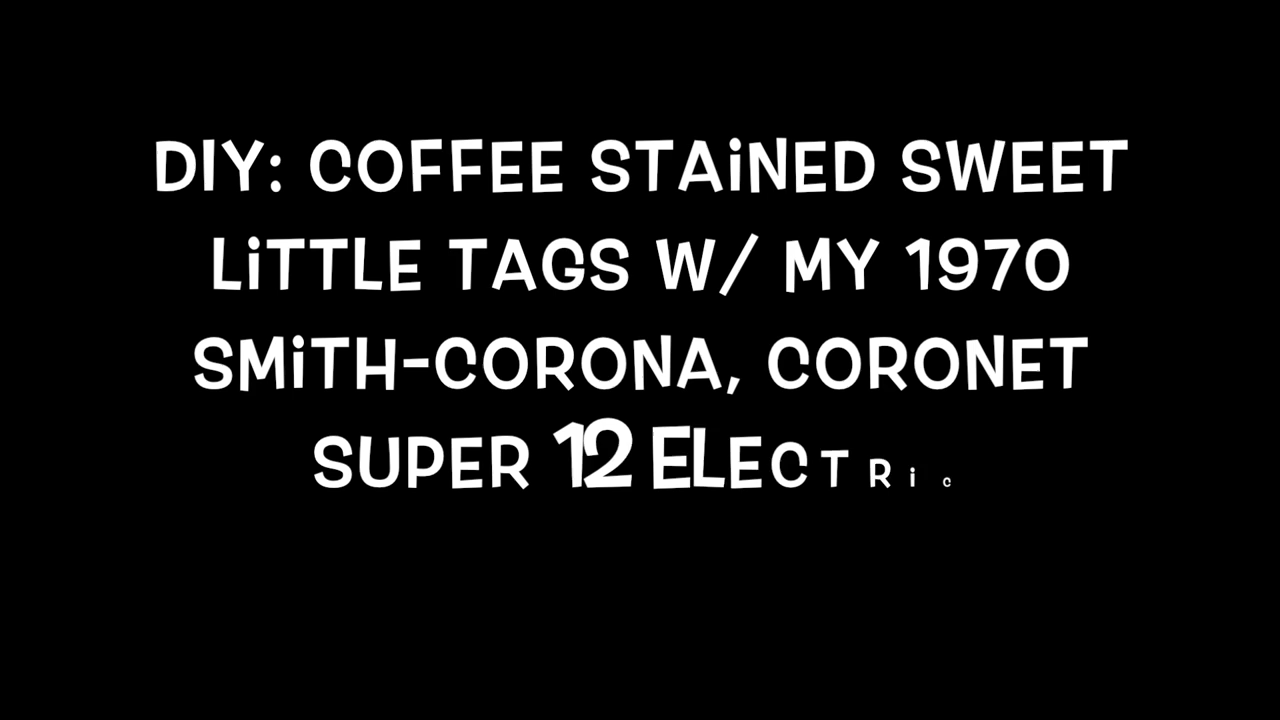 DIY: COFFEE STAiNED SWEET
LiTTLE TAGS W/ MY 1970
SMiTH-CORONA, CORONET
SUPER 12 ELECTRiC